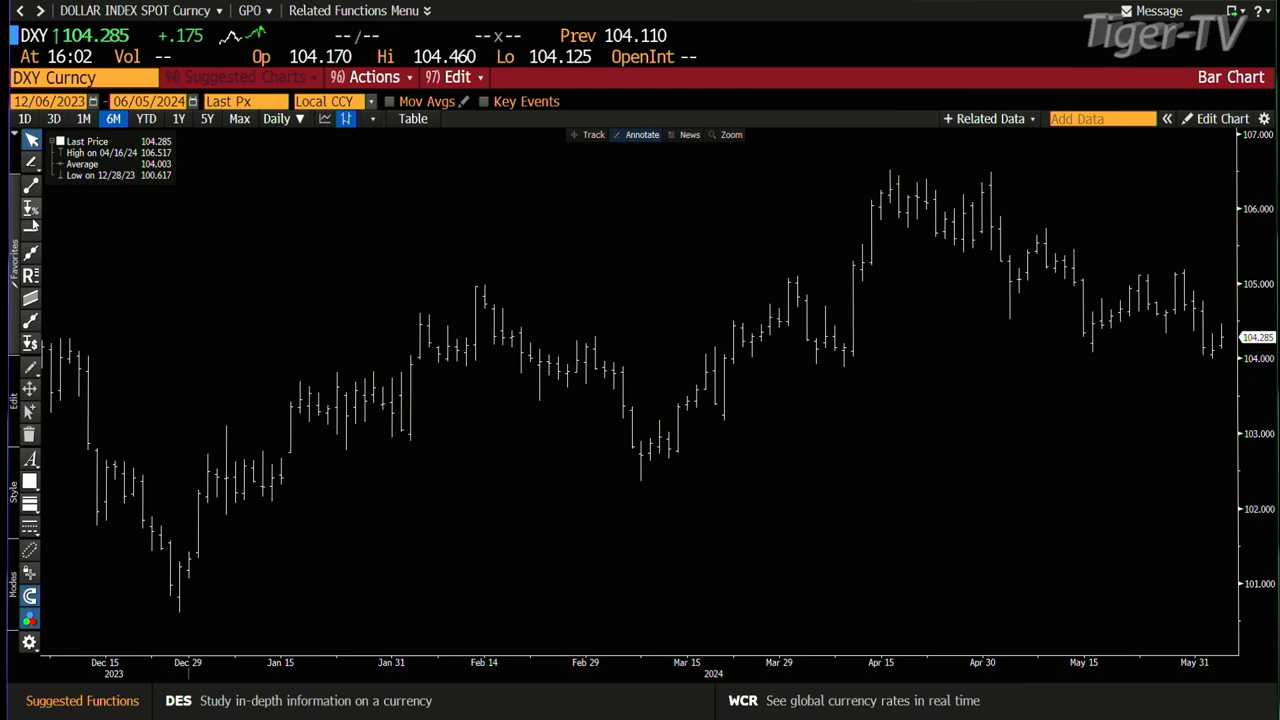 DOLLAR INDEX SPOT Curncy GPO Related Functions Menu Message ?
Tiger-TV
DXY ↑104.285 +.175 -- / -- -- x -- Prev 104.110
At 16:02 Vol -- Op 104.170 Hi 104.460 Lo 104.125 OpenInt --
DXY Curncy 94) Suggested Charts 96) Actions 97) Edit Bar Chart
12/06/2023 - 06/05/2024 Last Px Local CCY Mov Avgs Key Events
1D 3D 1M 6M YTD 1Y 5Y Max Daily ▼ Table + Related Data Add Data « Edit Chart
Track Annotate News Zoom
Last Price 104.285
High on 04/16/24 106.517
Average 104.003
Low on 12/28/23 100.617
107.000
106.000
105.000
104.285
104.000
103.000
102.000
101.000
Favorites
Edit
Style
Modes
Dec 15 Dec 29 Jan 15 Jan 31 Feb 14 Feb 29 Mar 15 Mar 29 Apr 15 Apr 30 May 15 May 31
2023 2024
Suggested Functions DES Study in-depth information on a currency WCR See global currency rates in real time